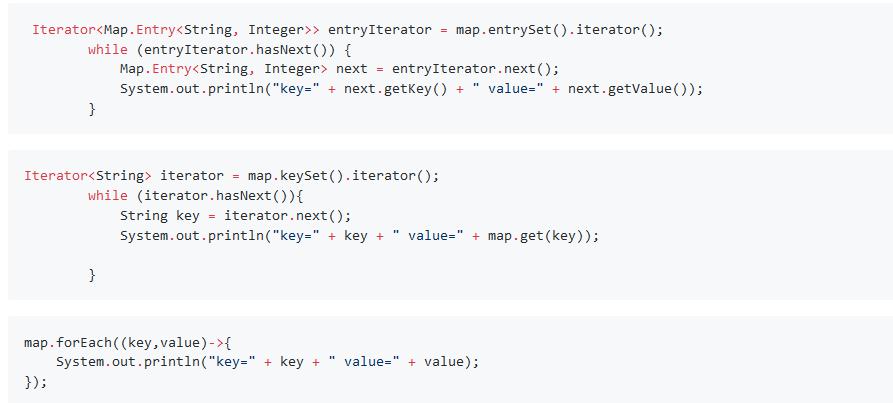 Iterator<Map.Entry<String, Integer>> entryIterator = map.entrySet().iterator();
        while (entryIterator.hasNext()) {
            Map.Entry<String, Integer> next = entryIterator.next();
            System.out.println("key=" + next.getKey() + " value=" + next.getValue());
        }
Iterator<String> iterator = map.keySet().iterator();
        while (iterator.hasNext()){
            String key = iterator.next();
            System.out.println("key=" + key + " value=" + map.get(key));
        }
map.forEach((key,value)->{
    System.out.println("key=" + key + " value=" + value);
});